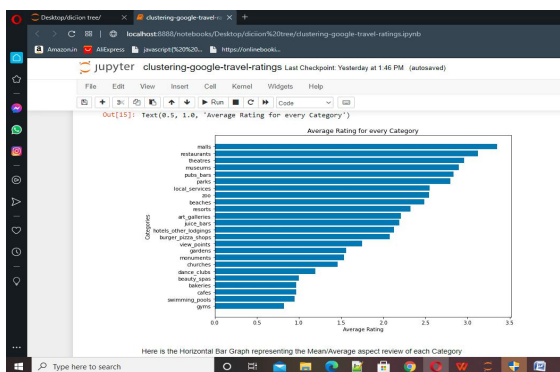 Desktop/dicion tree/
clustering-google-travel-ra
localhost:8888/notebooks/Desktop/diciion%20tree/clustering-google-travel-ratings.ipynb
Amazon.in AliExpress javascript(%20%20... https://onlinebooki...
jupyter clustering-google-travel-ratings Last Checkpoint: Yesterday at 1:46 PM (autosaved)
File Edit View Insert Cell Kernel Widgets Help
Run Code
Out[15]: Text(0.5, 1.0, 'Average Rating for every Category')
Average Rating for every Category
Categories
malls
restaurants
theatres
museums
pubs_bars
parks
local_services
zoo
beaches
resorts
art_galleries
juice_bars
hotels_other_lodgings
burger_pizza_shops
view_points
gardens
monuments
churches
dance_clubs
beauty_spas
bakeries
cafes
swimming_pools
gyms
0.0 0.5 1.0 1.5 2.0 2.5 3.0 3.5
Average Rating
Here is the Horizontal Bar Graph representing the Mean/Average aspect review of each Category
Type here to search